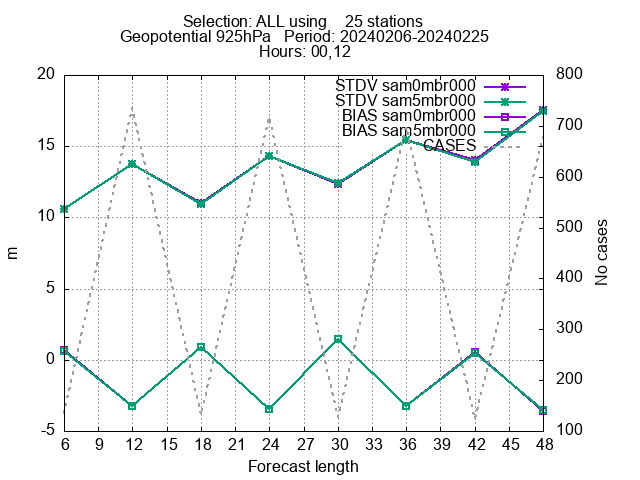 Selection: ALL using    25 stations
Geopotential 925hPa   Period: 20240206-20240225
Hours: 00,12
STDV sam0mbr000
STDV sam5mbr000
BIAS sam0mbr000
BIAS sam5mbr000
CASES
20
15
10
5
0
-5
m
800
700
600
500
400
300
200
100
No cases
6 9 12 15 18 21 24 27 30 33 36 39 42 45 48
Forecast length